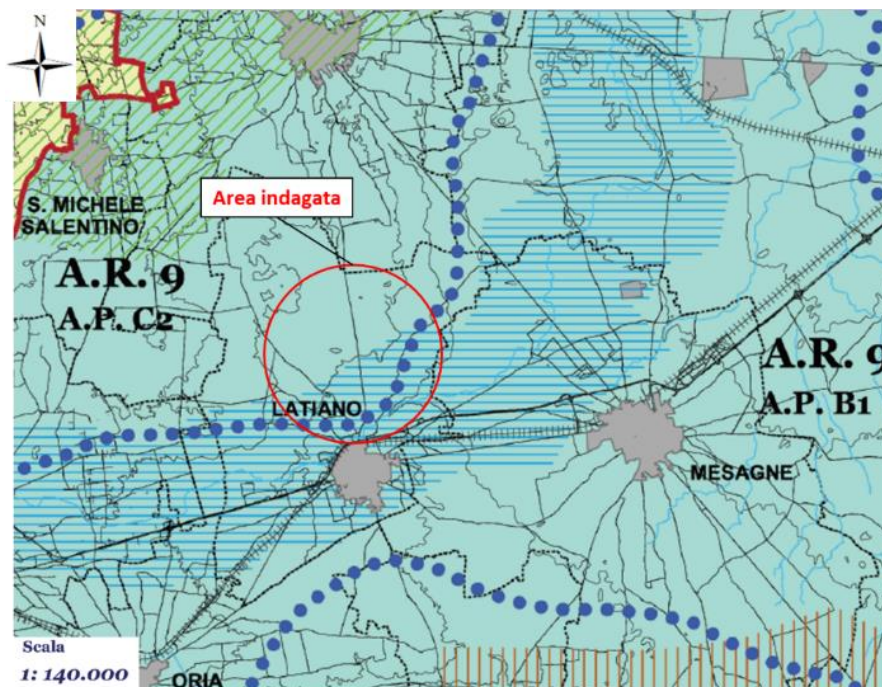 N
Area indagata
S. MICHELE
SALENTINO
A.R. 9
A.P. C2
A.R. 9
A.P. B1
LATIANO
MESAGNE
Scala
1: 140.000
ORIA